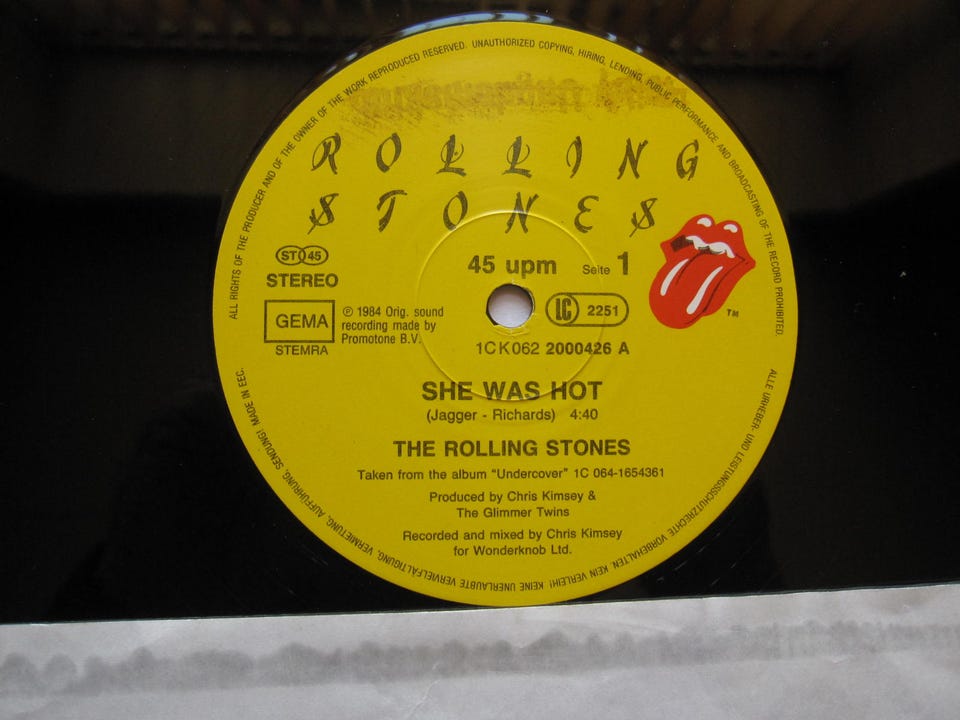 ALL RIGHTS OF THE PRODUCER AND OF THE OWNER OF THE WORK REPRODUCED RESERVED. UNAUTHORIZED COPYING, HIRING, LENDING, PUBLIC PERFORMANCE AND BROADCASTING OF THE RECORD PROHIBITED.
ROLLING
STONES
ST 45
STEREO
45 upm Seite 1
GEMA
STEMRA
℗ 1984 Orig. sound
recording made by
Promotone B.V.
LC 2251
1C K 062 2000426 A
TM
SHE WAS HOT
(Jagger - Richards) 4:40
THE ROLLING STONES
Taken from the album "Undercover" 1C 064-1654361
Produced by Chris Kimsey &
The Glimmer Twins
Recorded and mixed by Chris Kimsey
for Wonderknob Ltd.
ALLE URHEBER- UND LEISTUNGSSCHUTZRECHTE VORBEHALTEN. KEIN VERLEIH! KEINE UNERLAUBTE VERVIELFÄLTIGUNG, VERMIETUNG, AUFFÜHRUNG, SENDUNG! MADE IN EEC.